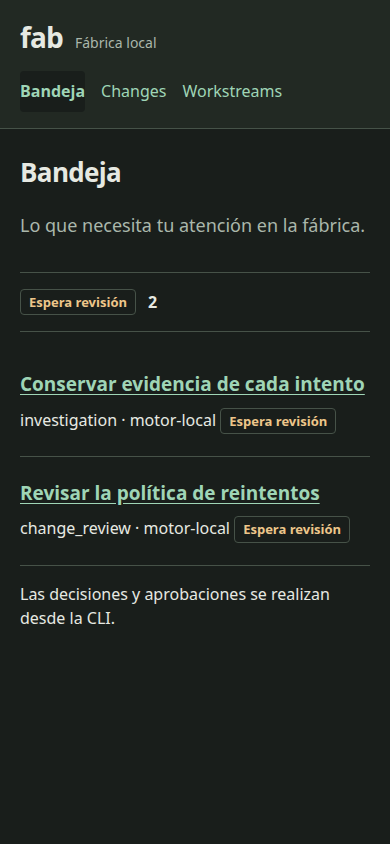 fab Fábrica local
Bandeja Changes Workstreams
Bandeja
Lo que necesita tu atención en la fábrica.
Espera revisión 2
Conservar evidencia de cada intento
investigation · motor-local Espera revisión
Revisar la política de reintentos
change_review · motor-local Espera revisión
Las decisiones y aprobaciones se realizan
desde la CLI.